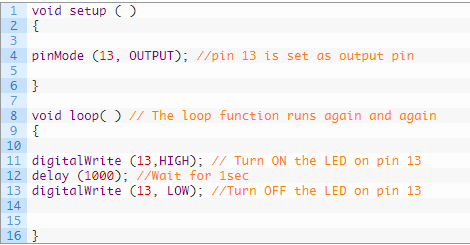 1 void setup ( )
2 {
3
4 pinMode (13, OUTPUT); //pin 13 is set as output pin
5
6 }
7
8 void loop( ) // The loop function runs again and again
9 {
10
11 digitalWrite (13,HIGH); // Turn ON the LED on pin 13
12 delay (1000); //Wait for 1sec
13 digitalWrite (13, LOW); //Turn OFF the LED on pin 13
14
15
16 }